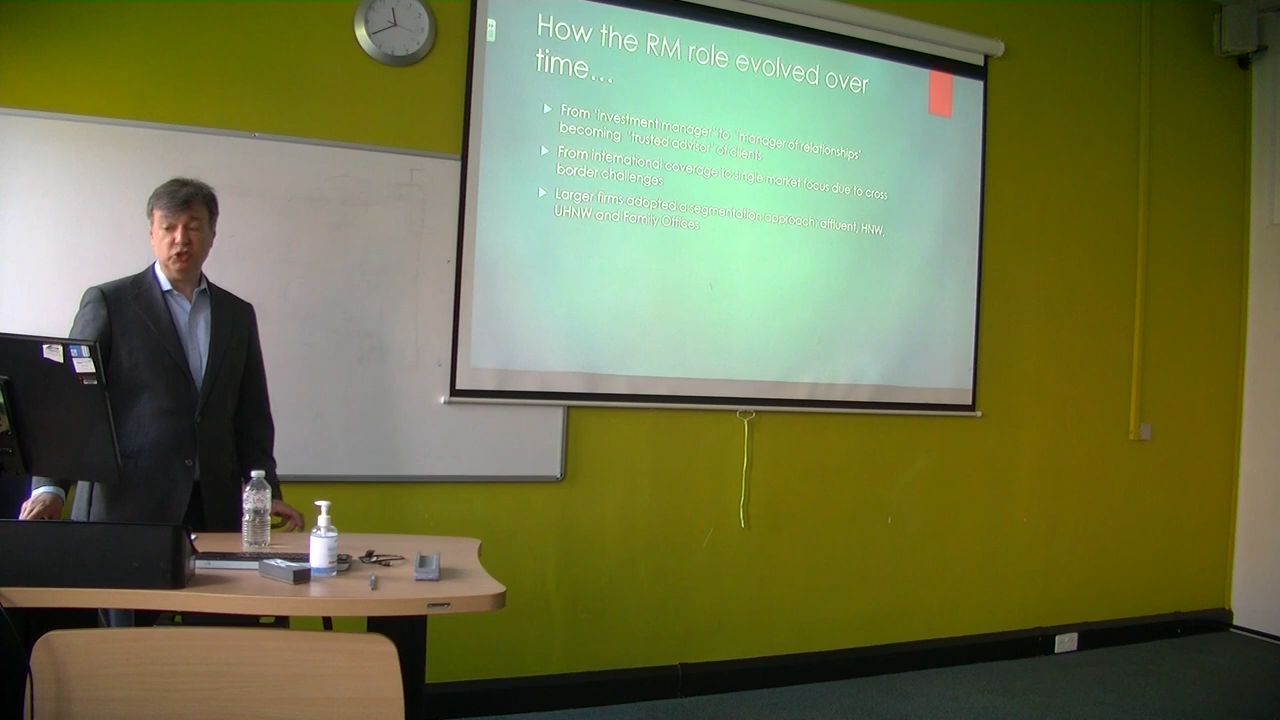 How the RM role evolved over
time...
From 'investment manager' to 'manager of relationships'
becoming 'trusted advisor' of clients
From international coverage to single market focus due to cross
border challenges
Larger firms adopted a segmentation approach: affluent, HNW,
UHNW and Family Offices